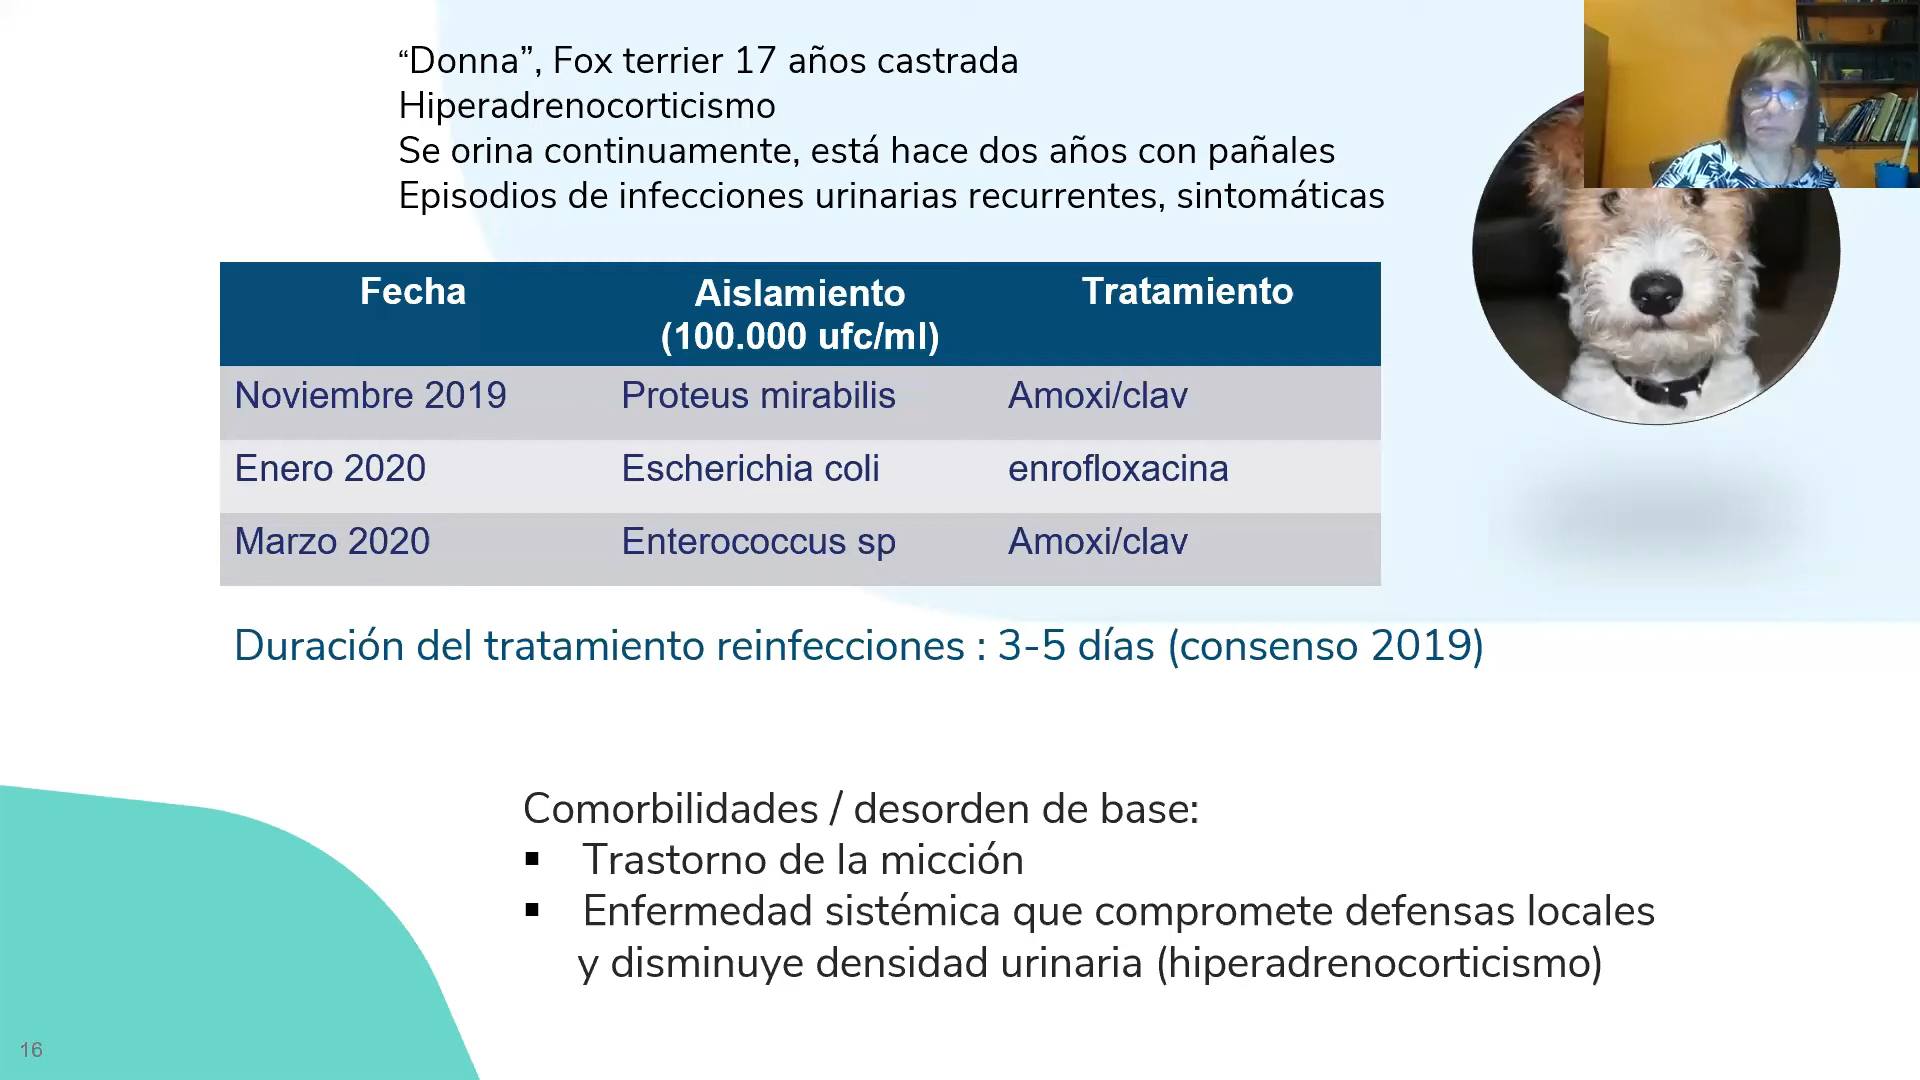 “Donna”, Fox terrier 17 años castrada
Hiperadrenocorticismo
Se orina continuamente, está hace dos años con pañales
Episodios de infecciones urinarias recurrentes, sintomáticas
Fecha Aislamiento Tratamiento
(100.000 ufc/ml)
Noviembre 2019 Proteus mirabilis Amoxi/clav
Enero 2020 Escherichia coli enrofloxacina
Marzo 2020 Enterococcus sp Amoxi/clav
Duración del tratamiento reinfecciones : 3-5 días (consenso 2019)
Comorbilidades / desorden de base:
▪ Trastorno de la micción
▪ Enfermedad sistémica que compromete defensas locales
y disminuye densidad urinaria (hiperadrenocorticismo)
16